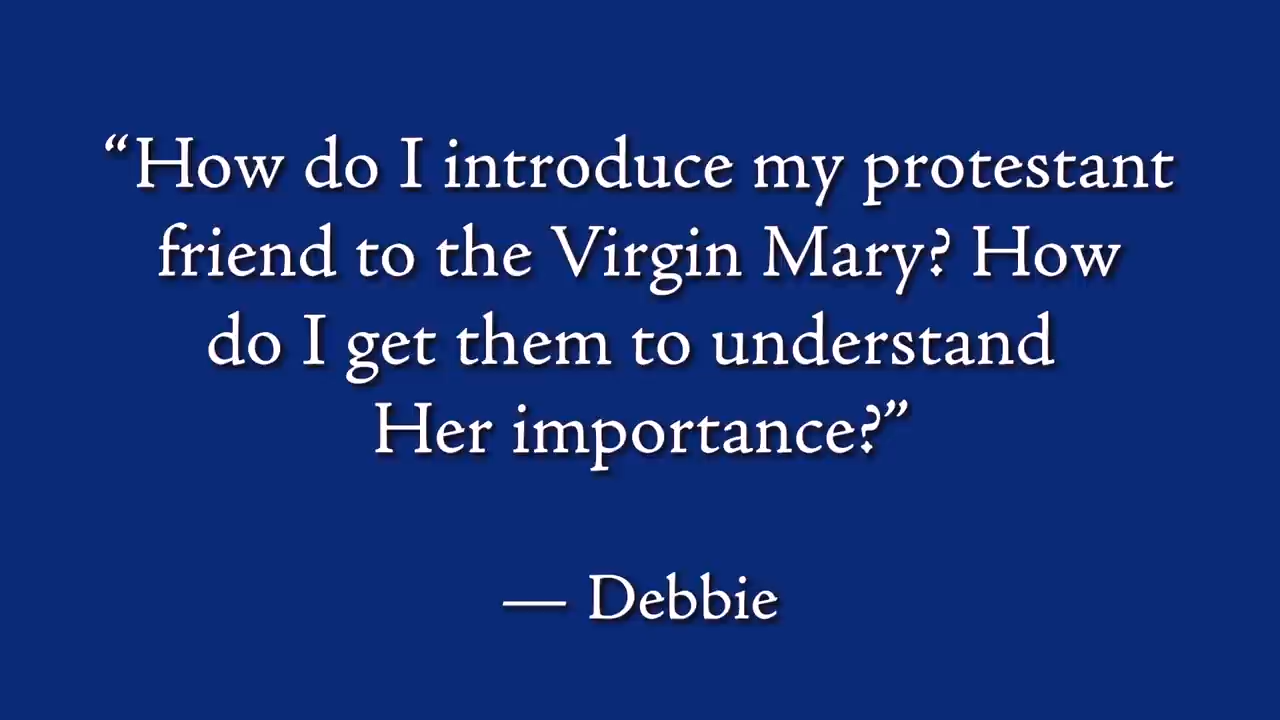 “How do I introduce my protestant
friend to the Virgin Mary? How
do I get them to understand
Her importance?”
— Debbie